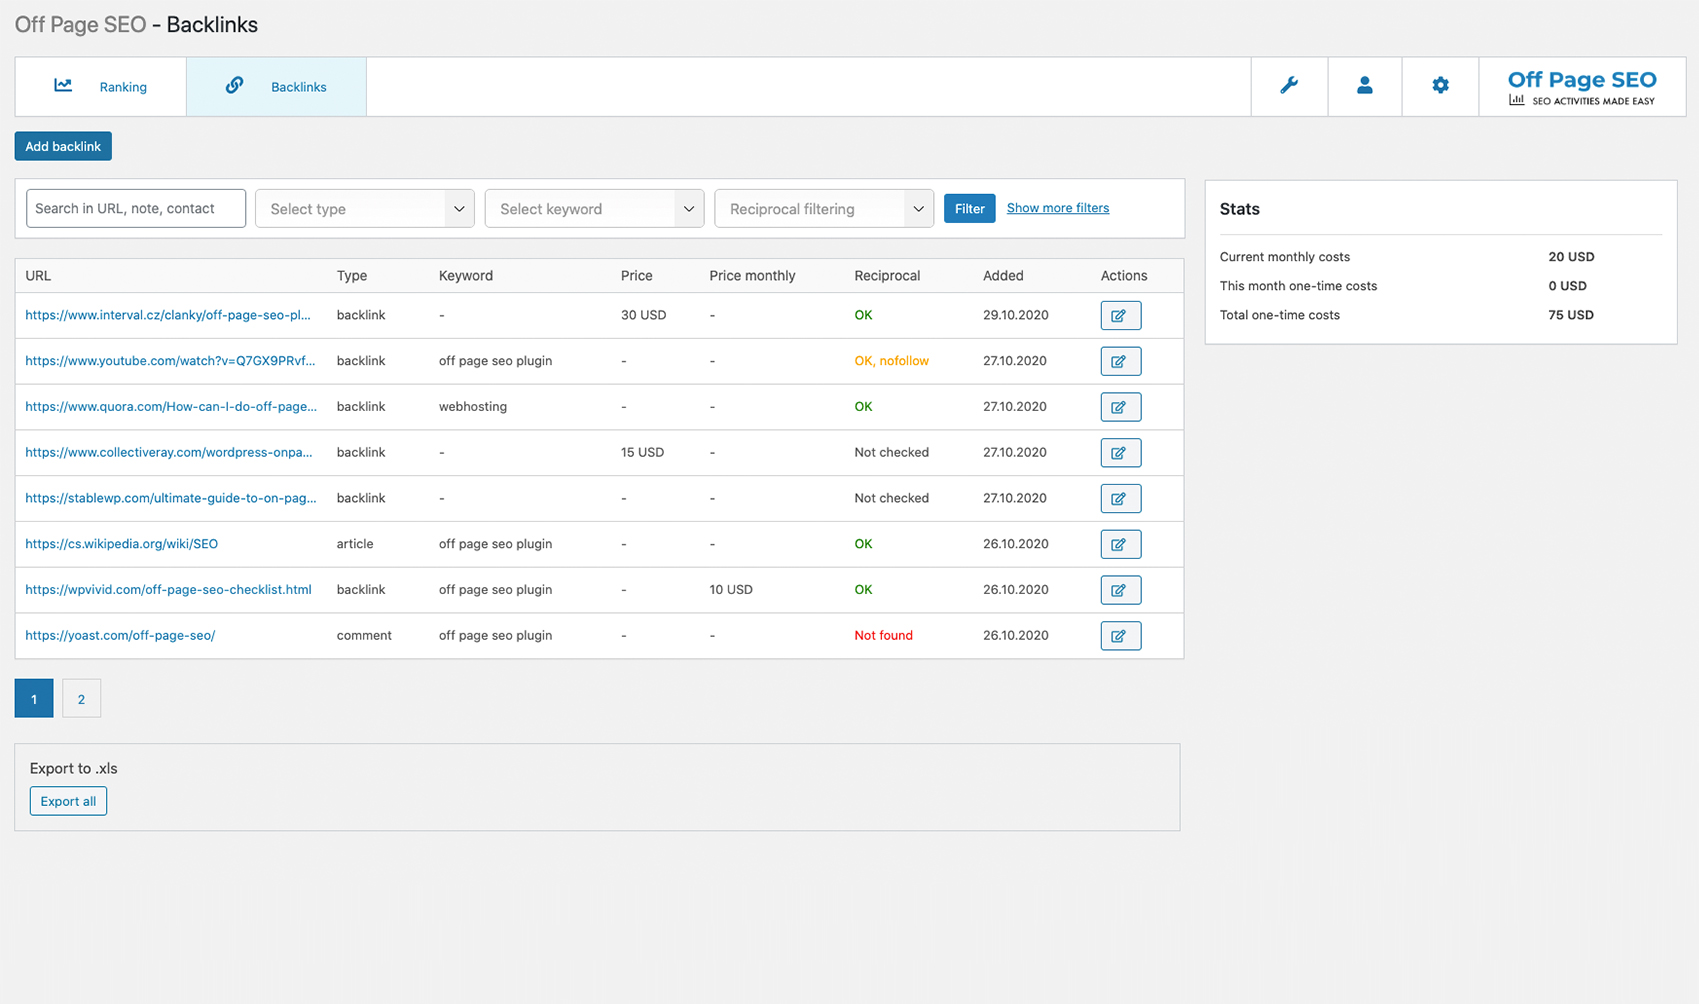 Off Page SEO - Backlinks
Ranking
Backlinks
Off Page SEO
SEO ACTIVITIES MADE EASY
Add backlink
Search in URL, note, contact
Select type
Select keyword
Reciprocal filtering
Filter
Show more filters
Stats
Current monthly costs 20 USD
This month one-time costs 0 USD
Total one-time costs 75 USD
URL Type Keyword Price Price monthly Reciprocal Added Actions
https://www.interval.cz/clanky/off-page-seo-pl... backlink - 30 USD - OK 29.10.2020
https://www.youtube.com/watch?v=Q7GX9PRvf... backlink off page seo plugin - - OK, nofollow 27.10.2020
https://www.quora.com/How-can-I-do-off-page... backlink webhosting - - OK 27.10.2020
https://www.collectiveray.com/wordpress-onpa... backlink - 15 USD - Not checked 27.10.2020
https://stablewp.com/ultimate-guide-to-on-pag... backlink - - - Not checked 27.10.2020
https://cs.wikipedia.org/wiki/SEO article off page seo plugin - - OK 26.10.2020
https://wpvivid.com/off-page-seo-checklist.html backlink off page seo plugin - 10 USD OK 26.10.2020
https://yoast.com/off-page-seo/ comment off page seo plugin - - Not found 26.10.2020
1 2
Export to .xls
Export all